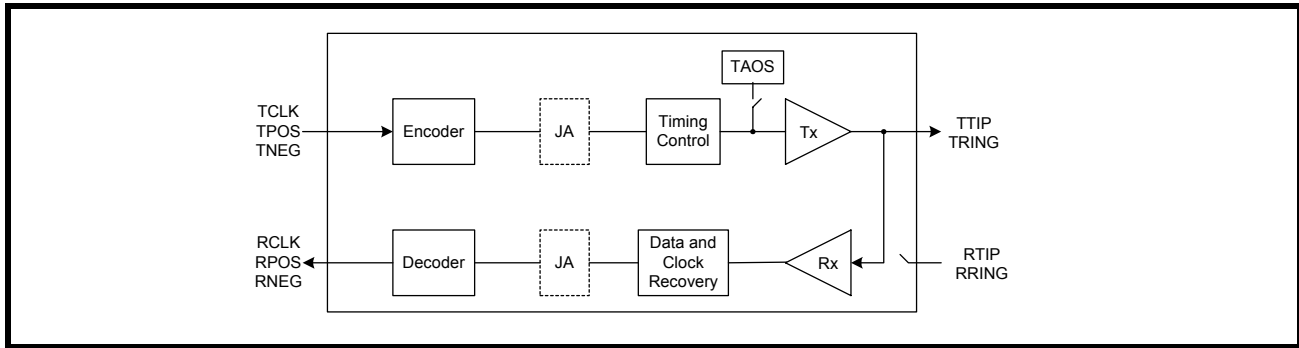 TAOS
TCLK
TPOS
TNEG
Encoder
JA
Timing
Control
Tx
TTIP
TRING
RCLK
RPOS
RNEG
Decoder
JA
Data and
Clock
Recovery
Rx
RTIP
RRING